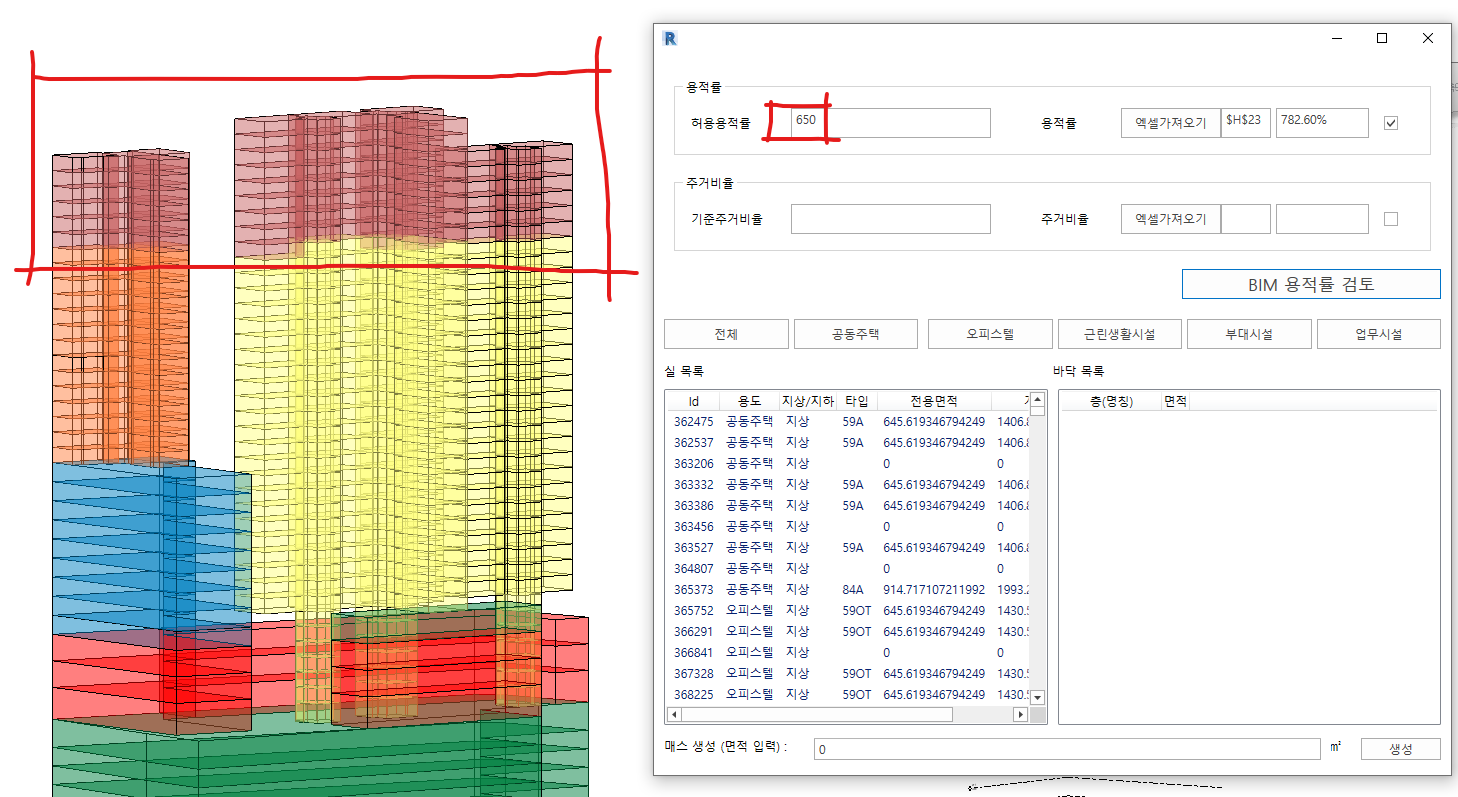 R
용적률
허용용적률 650 용적률 엑셀가져오기 $H$23 782.60%
주거비율
기준주거비율 주거비율 엑셀가져오기
BIM 용적률 검토
전체 공동주택 오피스텔 근린생활시설 부대시설 업무시설
실 목록 바닥 목록
Id 용도 지상/지하 타입 전용면적 층(명칭) 면적
362475 공동주택 지상 59A 645.619346794249 1406.8
362537 공동주택 지상 59A 645.619346794249 1406.8
363206 공동주택 지상 0 0
363332 공동주택 지상 59A 645.619346794249 1406.8
363386 공동주택 지상 59A 645.619346794249 1406.8
363456 공동주택 지상 0 0
363527 공동주택 지상 59A 645.619346794249 1406.8
364807 공동주택 지상 0 0
365373 공동주택 지상 84A 914.717107211992 1993.2
365752 오피스텔 지상 59OT 645.619346794249 1430.5
366291 오피스텔 지상 59OT 645.619346794249 1430.5
366841 오피스텔 지상 0 0
367328 오피스텔 지상 59OT 645.619346794249 1430.5
368225 오피스텔 지상 59OT 645.619346794249 1430.5
매스 생성 (면적 입력) : 0 ㎡ 생성